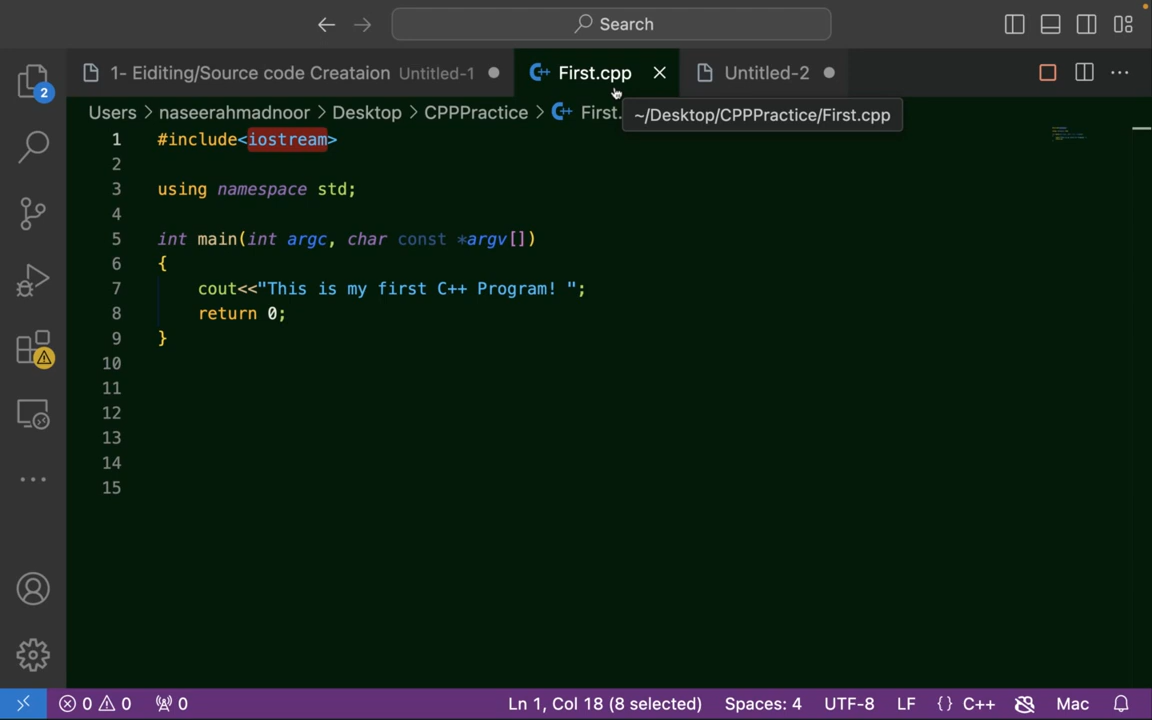 Search
1- Eiditing/Source code Creataion Untitled-1
First.cpp
Untitled-2
2
Users > naseerahmadnoor > Desktop > CPPPractice > First.
~/Desktop/CPPPractice/First.cpp
1 #include<iostream>
2
3 using namespace std;
4
5 int main(int argc, char const *argv[])
6 {
7 cout<<"This is my first C++ Program! ";
8 return 0;
9 }
10
11
12
13
14
15
0 0 0 Ln 1, Col 18 (8 selected) Spaces: 4 UTF-8 LF {} C++ Mac